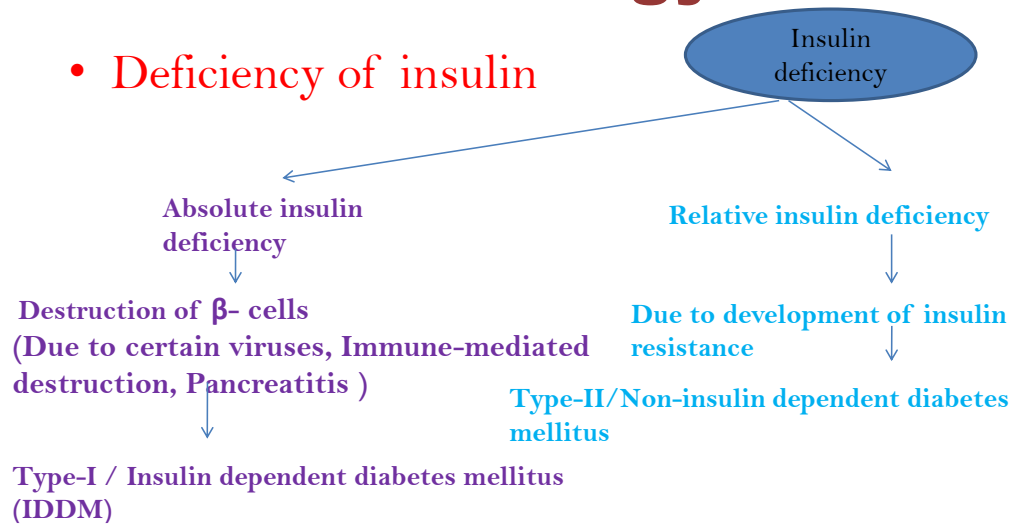 • Deficiency of insulin
Insulin
deficiency
Absolute insulin
deficiency
Relative insulin deficiency
Destruction of β- cells
(Due to certain viruses, Immune-mediated
destruction, Pancreatitis )
Due to development of insulin
resistance
Type-II/Non-insulin dependent diabetes
mellitus
Type-I / Insulin dependent diabetes mellitus
(IDDM)